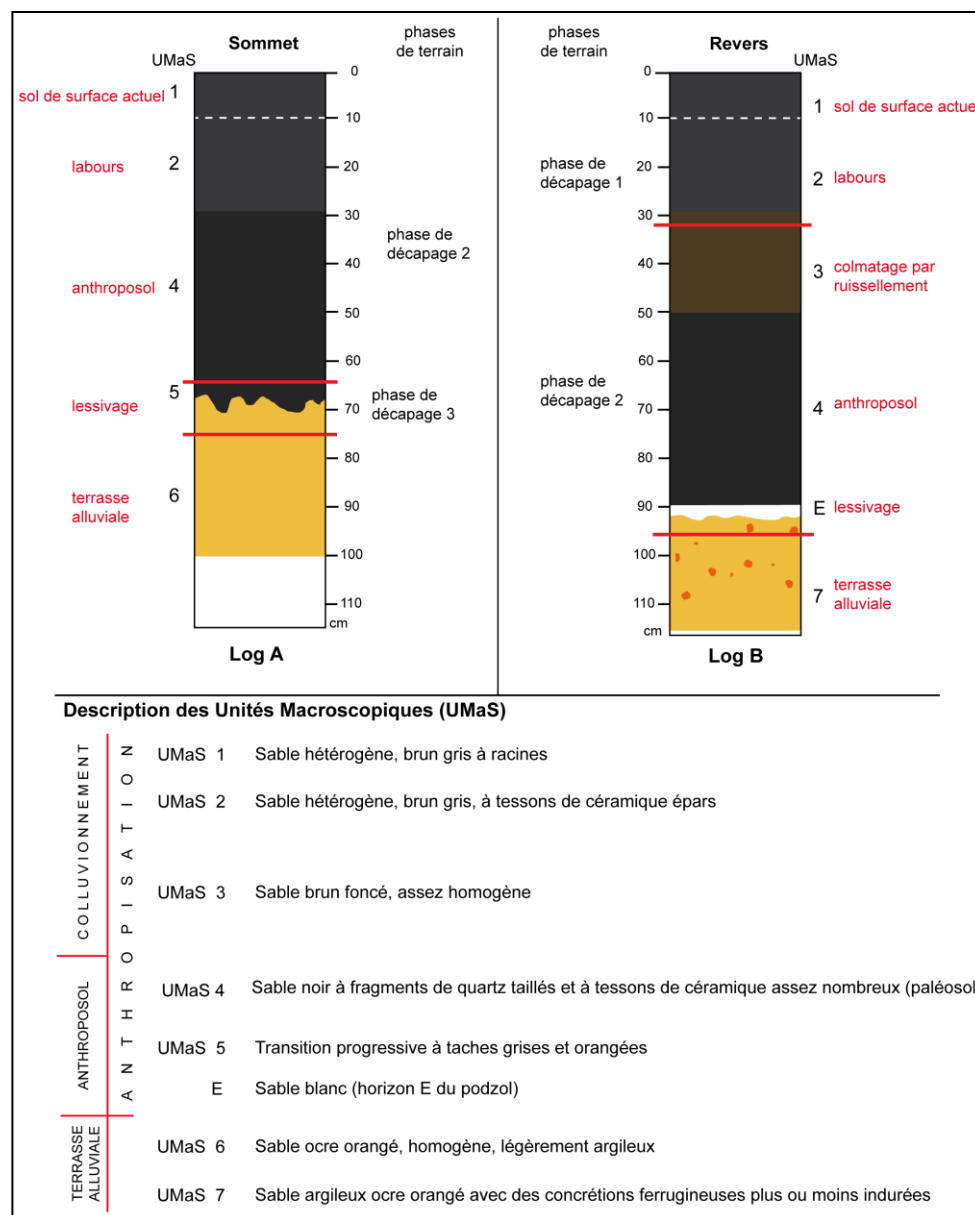 Sommet
phases
de terrain
UMaS
sol de surface actuel 1
labours 2
anthroposol 4
lessivage 5
terrasse
alluviale
6
0
10
20
30
40
50
60
70
80
90
100
110
cm
phase de
décapage 2
phase de
décapage 3
Log A
phases
de terrain
Revers
UMaS
phase de
décapage 1
phase de
décapage 2
0
10
20
30
40
50
60
70
80
90
100
110
cm
1 sol de surface actue
2 labours
3 colmatage par
ruissellement
4 anthroposol
E lessivage
7 terrasse
alluviale
Log B
Description des Unités Macroscopiques (UMaS)
COLLUVIONNEMENT
ANTHROPOSOL
TERRASSE
ALLUVIALE
ANTHROPISATION
UMaS 1 Sable hétérogène, brun gris à racines
UMaS 2 Sable hétérogène, brun gris, à tessons de céramique épars
UMaS 3 Sable brun foncé, assez homogène
UMaS 4 Sable noir à fragments de quartz taillés et à tessons de céramique assez nombreux (paléosol
UMaS 5 Transition progressive à taches grises et orangées
E Sable blanc (horizon E du podzol)
UMaS 6 Sable ocre orangé, homogène, légèrement argileux
UMaS 7 Sable argileux ocre orangé avec des concrétions ferrugineuses plus ou moins indurées